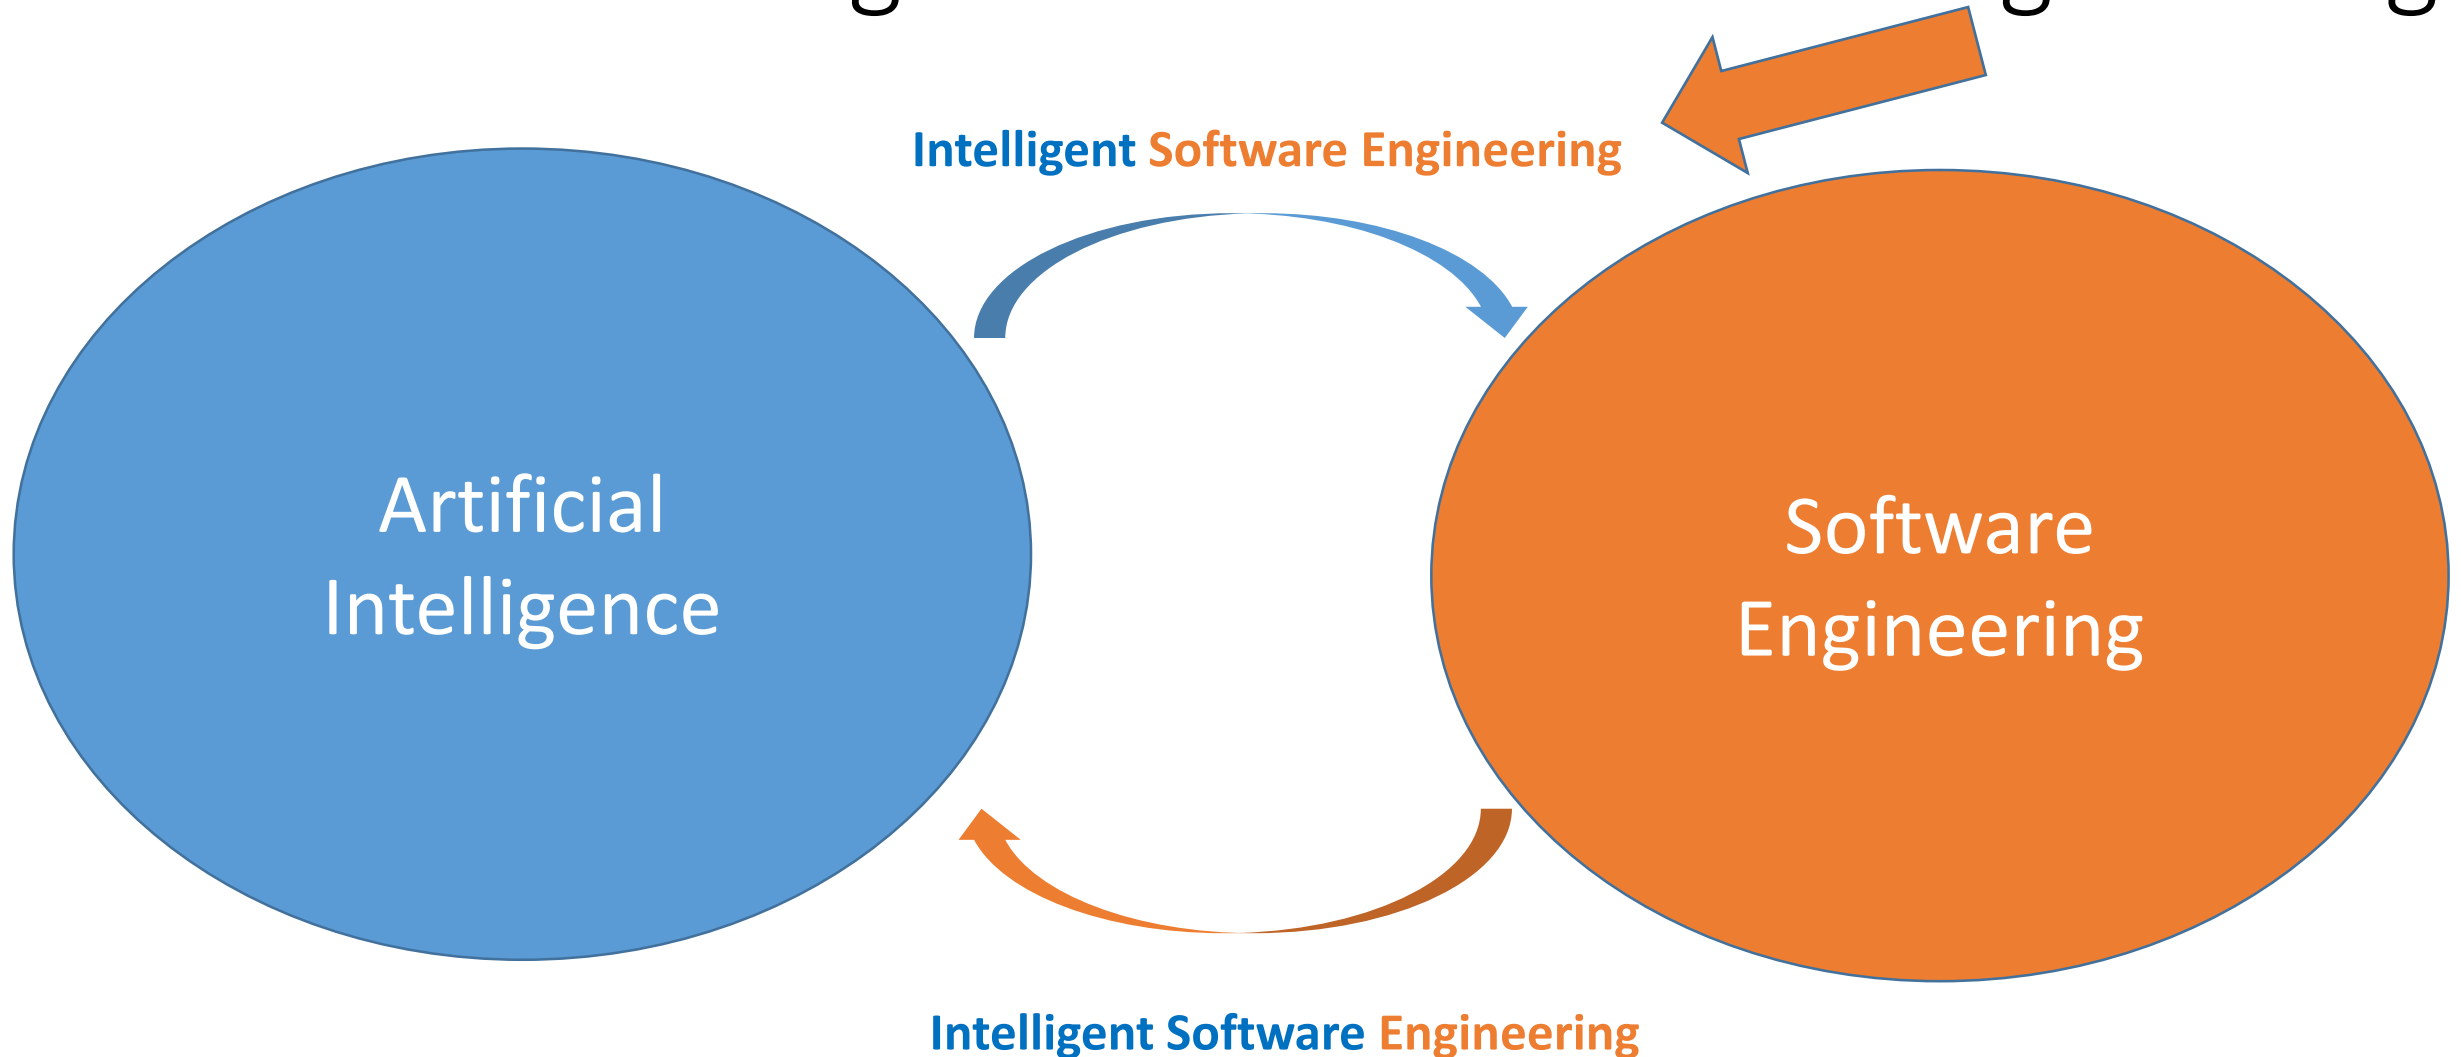 Intelligent Software Engineering
Artificial
Intelligence
Software
Engineering
Intelligent Software Engineering